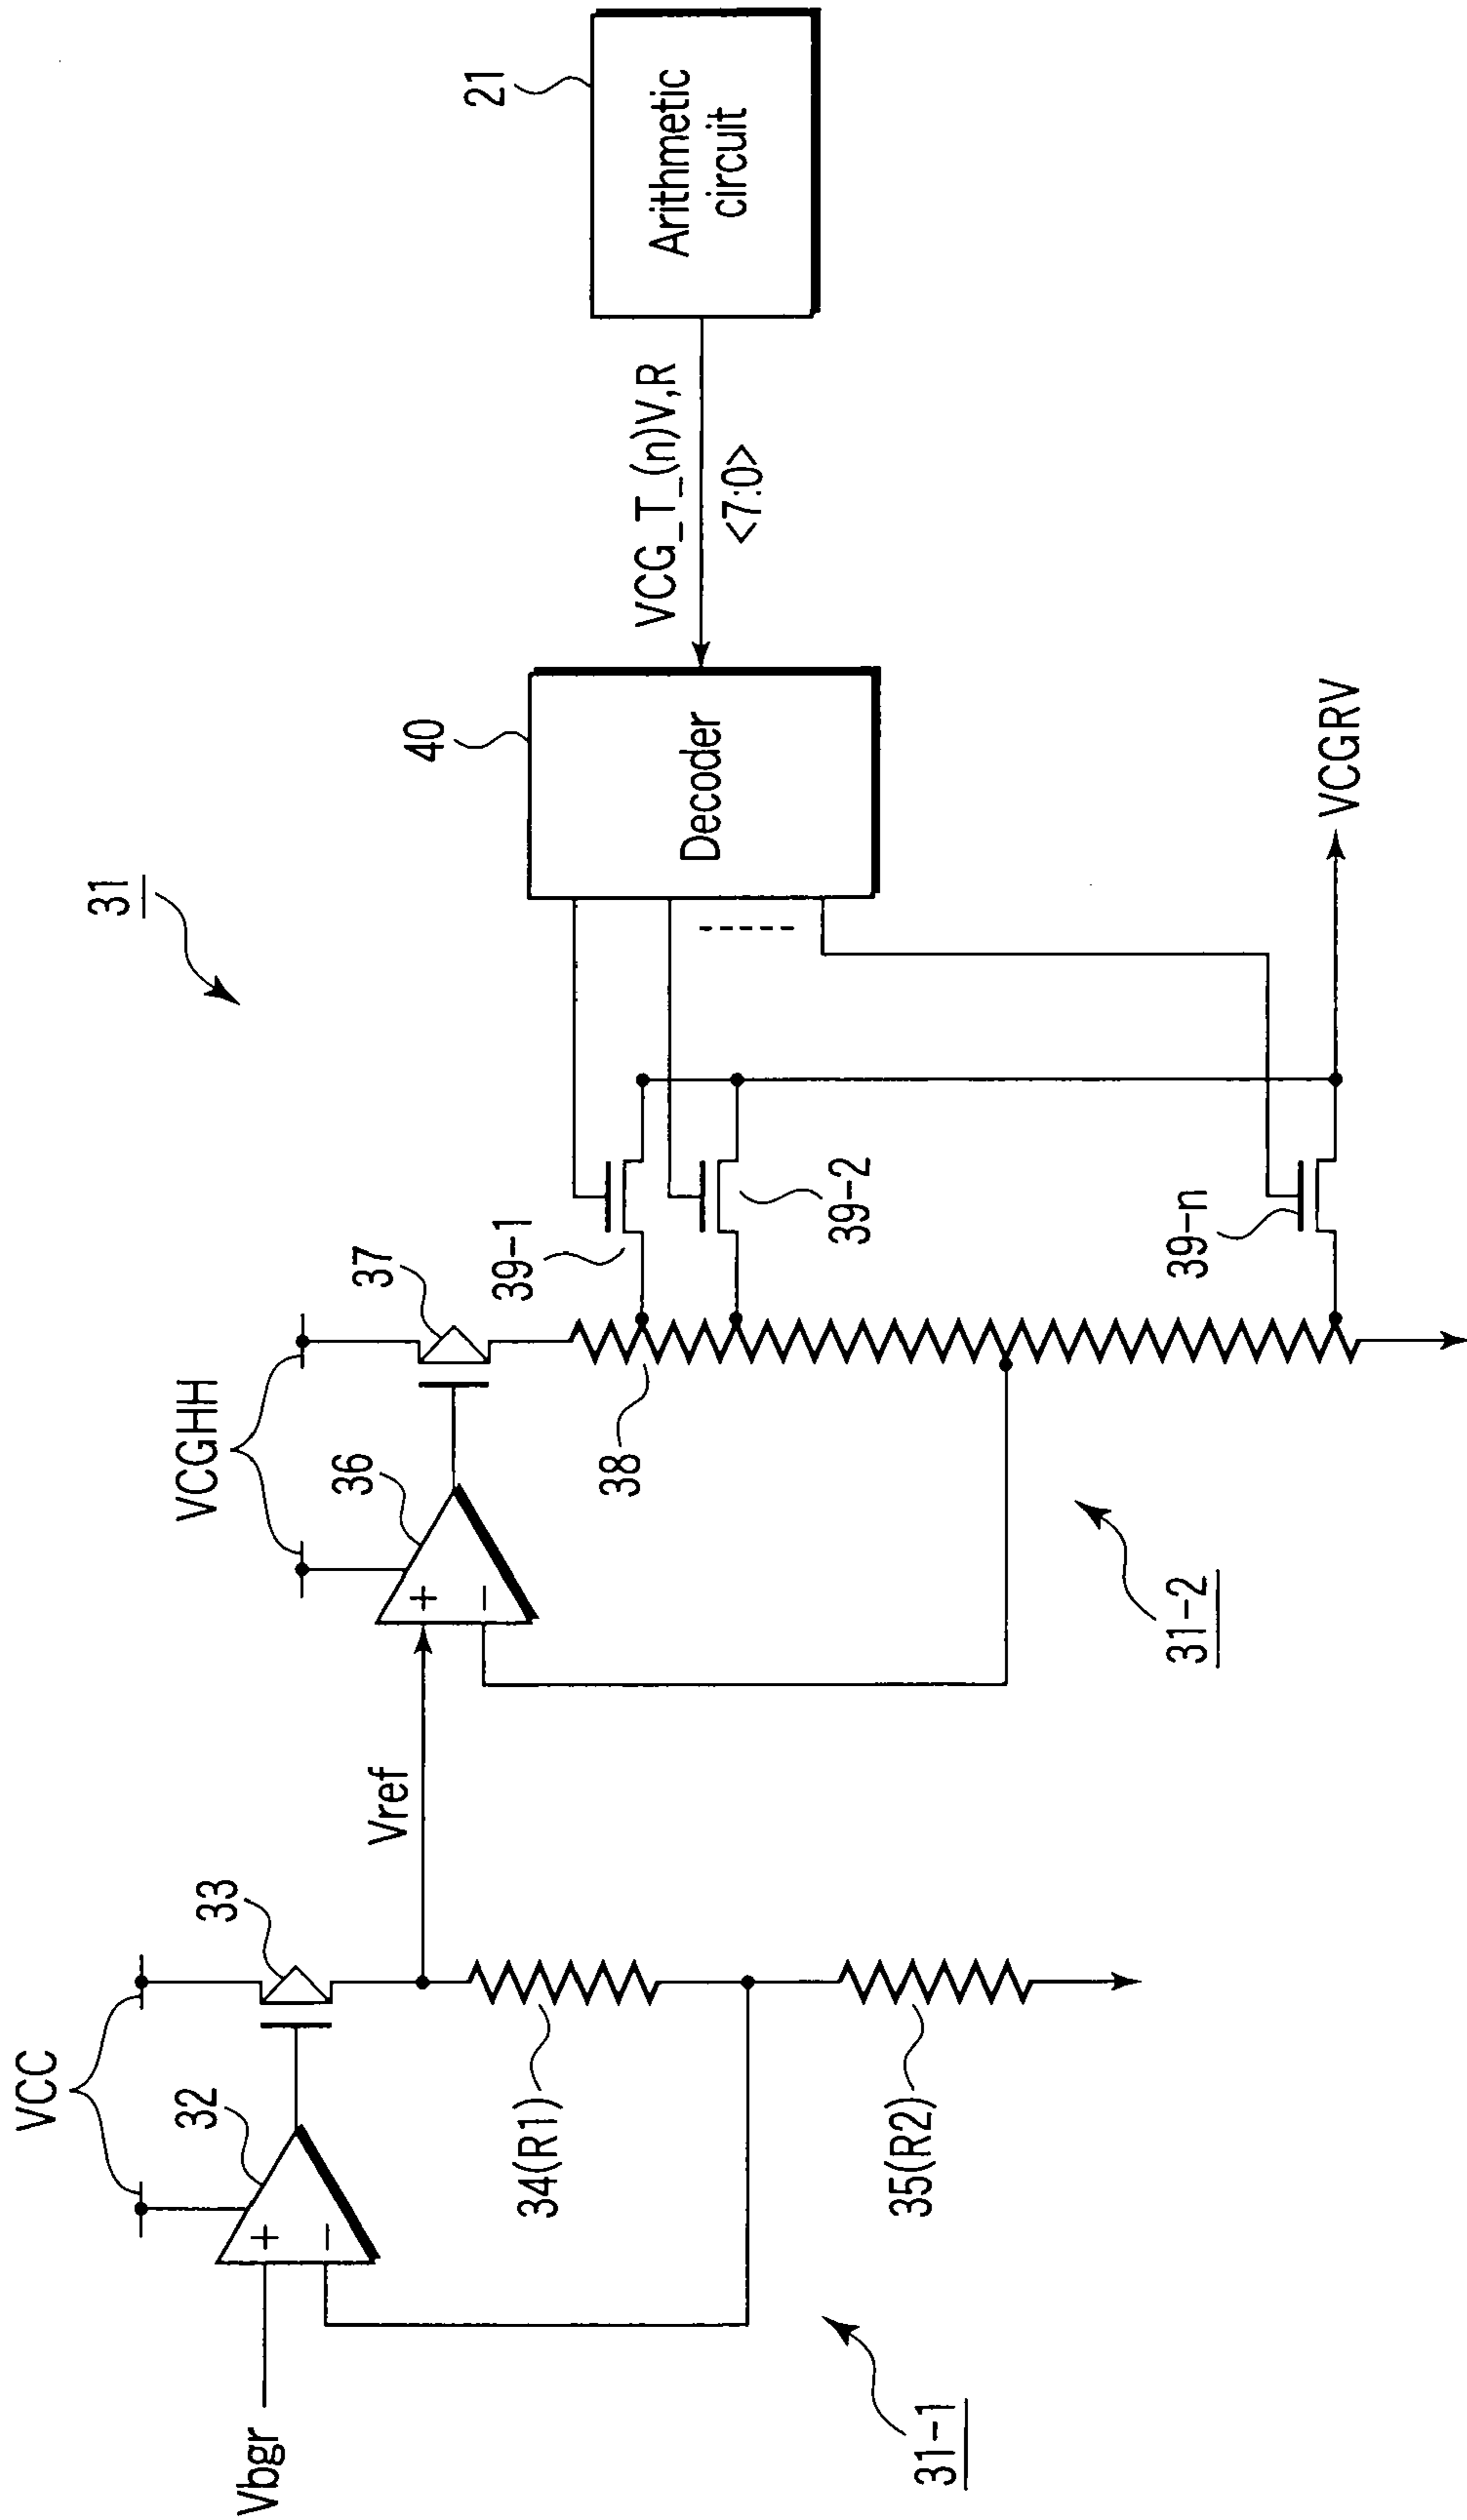 31
VCC
VCGHH
33
37
32
36
Vbgr
Vref
+
−
+
−
34(R1)
35(R2)
38
39-1
39-2
39-n
40
Decoder
21
Arithmetic
circuit
VCG_T_(n)V,R
<7:0>
VCGRV
31-1
31-2